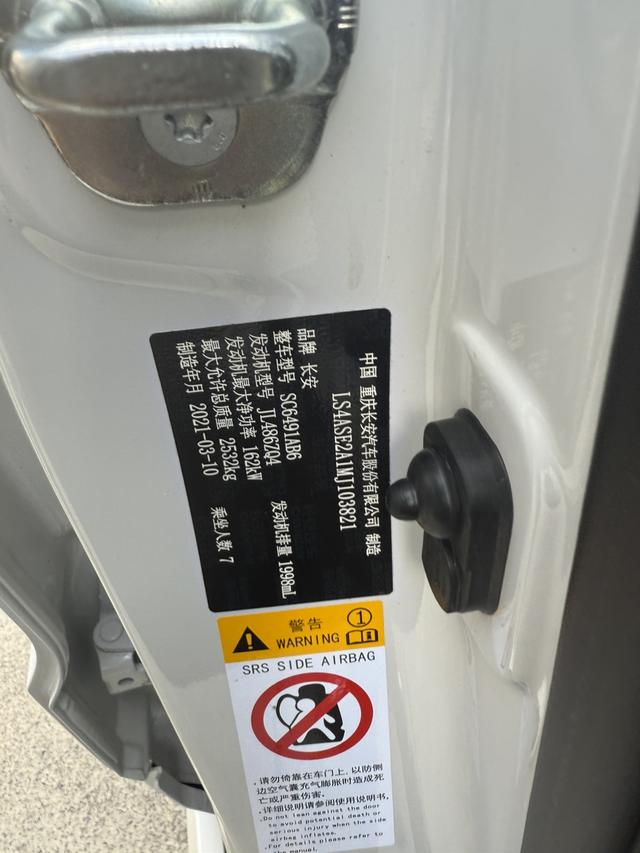 中国 重庆长安汽车股份有限公司 制造
LS4ASE2A1MJ103821
品牌 长安
整车型号 SC6491AB6
发动机型号 JL486ZQ4 发动机排量 1998mL
发动机最大净功率 162kW
最大允许总质量 2532kg
制造年月 2021-03-10 乘坐人数 7
警告 1
WARNING
SRS SIDE AIRBAG
.请勿倚靠在车门上，以防侧
边空气囊充气膨胀时造成死
亡或严重伤害。
.详细说明请参阅使用说明书。
.Do not lean against the door
to avoid potential death or
serious injury when the side
airbag inflates.
.For details please refer to
the manual.